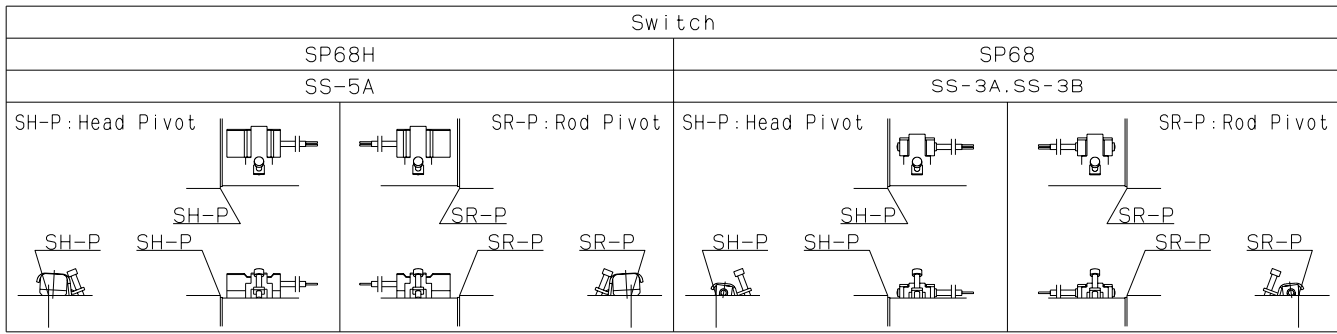 Switch
SP68H SP68
SS-5A SS-3A.SS-3B
SH-P:Head Pivot SR-P:Rod Pivot SH-P:Head Pivot SR-P:Rod Pivot
SH-P SR-P SH-P SR-P
SH-P SH-P SR-P SR-P SH-P SH-P SR-P SR-P